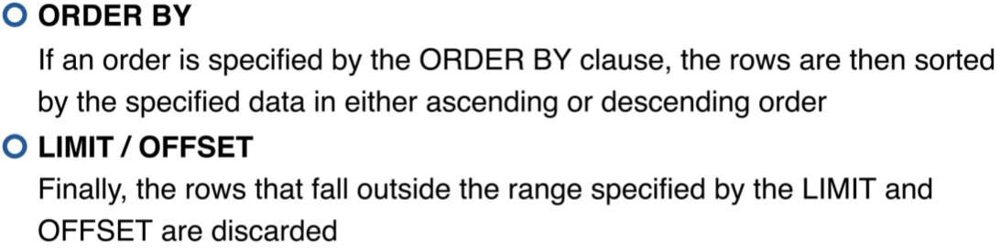 ORDER BY
If an order is specified by the ORDER BY clause, the rows are then sorted
by the specified data in either ascending or descending order
LIMIT / OFFSET
Finally, the rows that fall outside the range specified by the LIMIT and
OFFSET are discarded